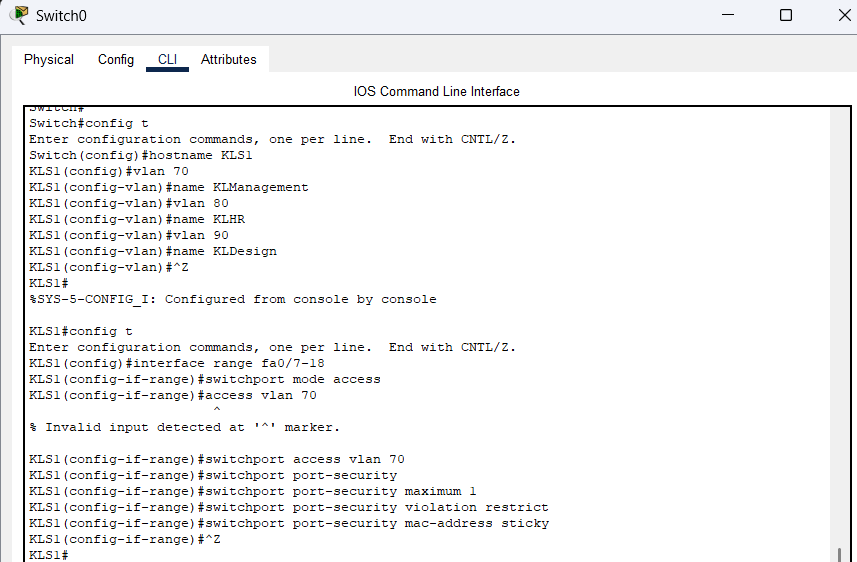 Switch0
Physical Config CLI Attributes
IOS Command Line Interface
Switch#
Switch#config t
Enter configuration commands, one per line.  End with CNTL/Z.
Switch(config)#hostname KLS1
KLS1(config)#vlan 70
KLS1(config-vlan)#name KLManagement
KLS1(config-vlan)#vlan 80
KLS1(config-vlan)#name KLHR
KLS1(config-vlan)#vlan 90
KLS1(config-vlan)#name KLDesign
KLS1(config-vlan)#^Z
KLS1#
%SYS-5-CONFIG_I: Configured from console by console
KLS1#config t
Enter configuration commands, one per line.  End with CNTL/Z.
KLS1(config)#interface range fa0/7-18
KLS1(config-if-range)#switchport mode access
KLS1(config-if-range)#access vlan 70
^
% Invalid input detected at '^' marker.
KLS1(config-if-range)#switchport access vlan 70
KLS1(config-if-range)#switchport port-security
KLS1(config-if-range)#switchport port-security maximum 1
KLS1(config-if-range)#switchport port-security violation restrict
KLS1(config-if-range)#switchport port-security mac-address sticky
KLS1(config-if-range)#^Z
KLS1#